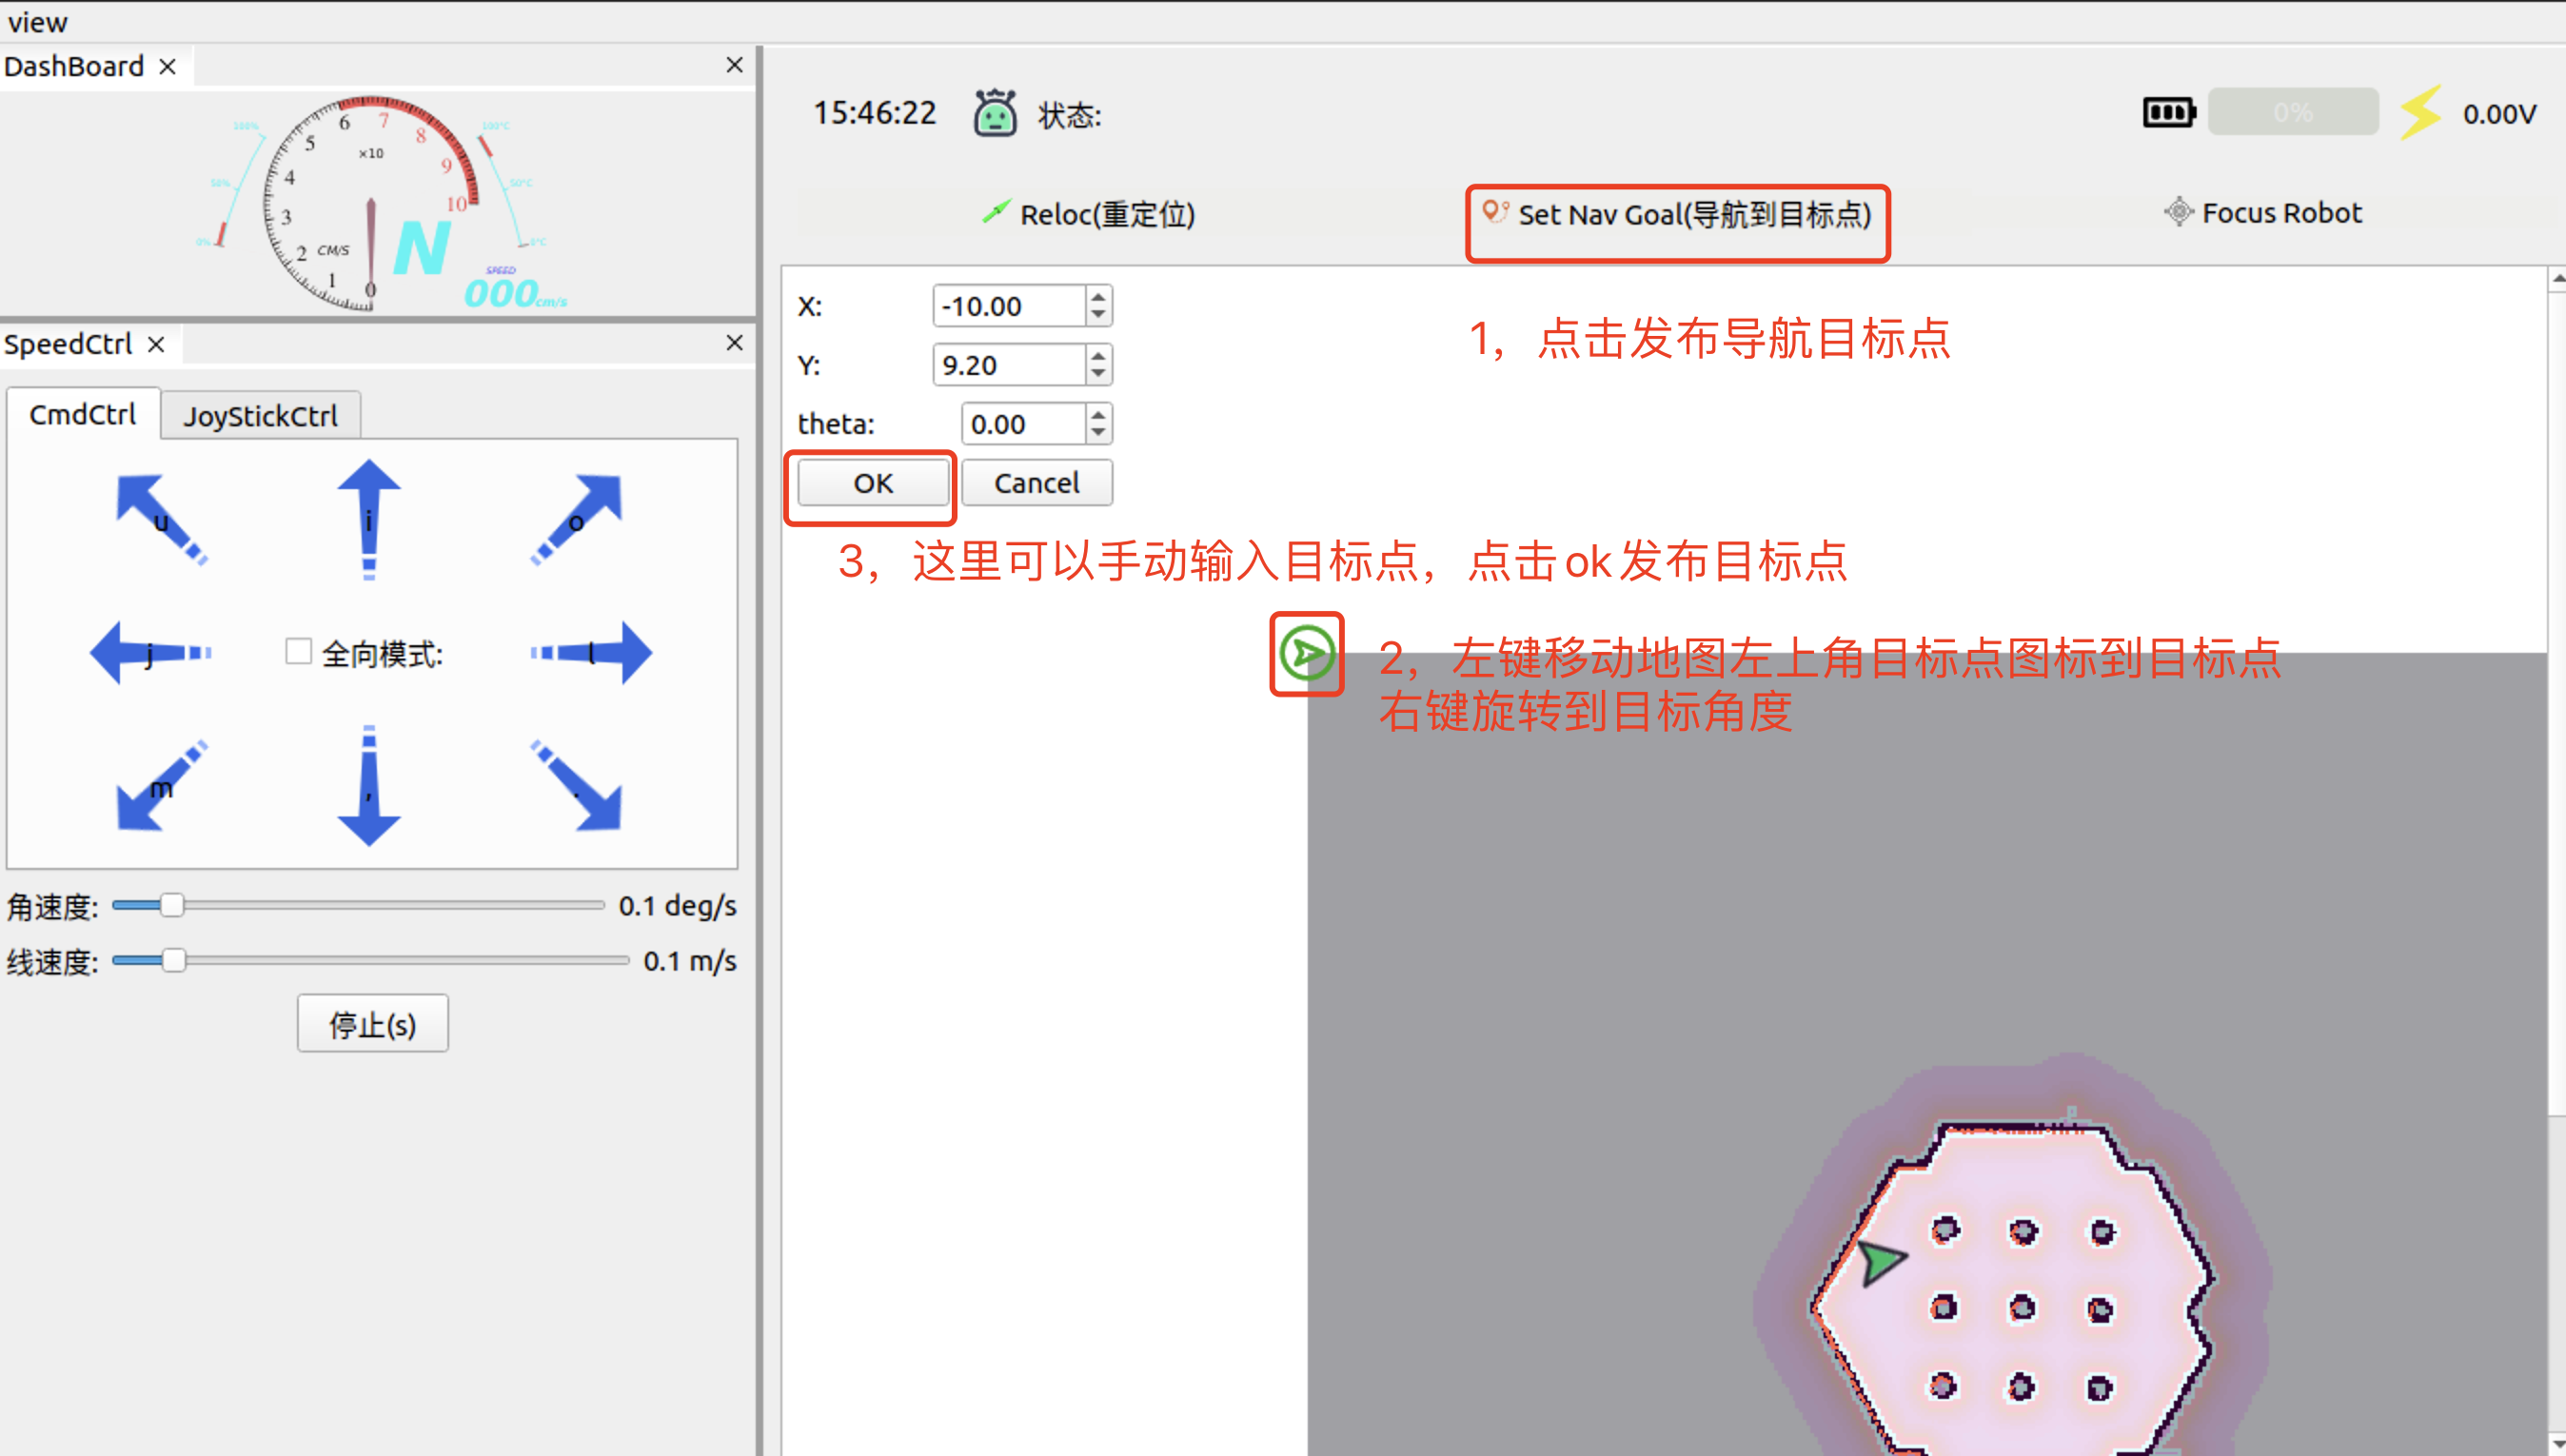 view
DashBoard
100%
50%
0%
6
7
8
5
×10
9
4
10
3
2
CM/S
1
0
N
SPEED
000cm/s
100°C
50°C
0°C
SpeedCtrl
CmdCtrl
JoyStickCtrl
u
i
o
j
全向模式:
l
m
,
.
角速度:
0.1 deg/s
线速度:
0.1 m/s
停止(s)
15:46:22
状态:
0%
0.00V
Reloc(重定位)
Set Nav Goal(导航到目标点)
Focus Robot
X:
-10.00
Y:
9.20
theta:
0.00
OK
Cancel
1，点击发布导航目标点
3，这里可以手动输入目标点，点击ok发布目标点
2，左键移动地图左上角目标点图标到目标点
右键旋转到目标角度